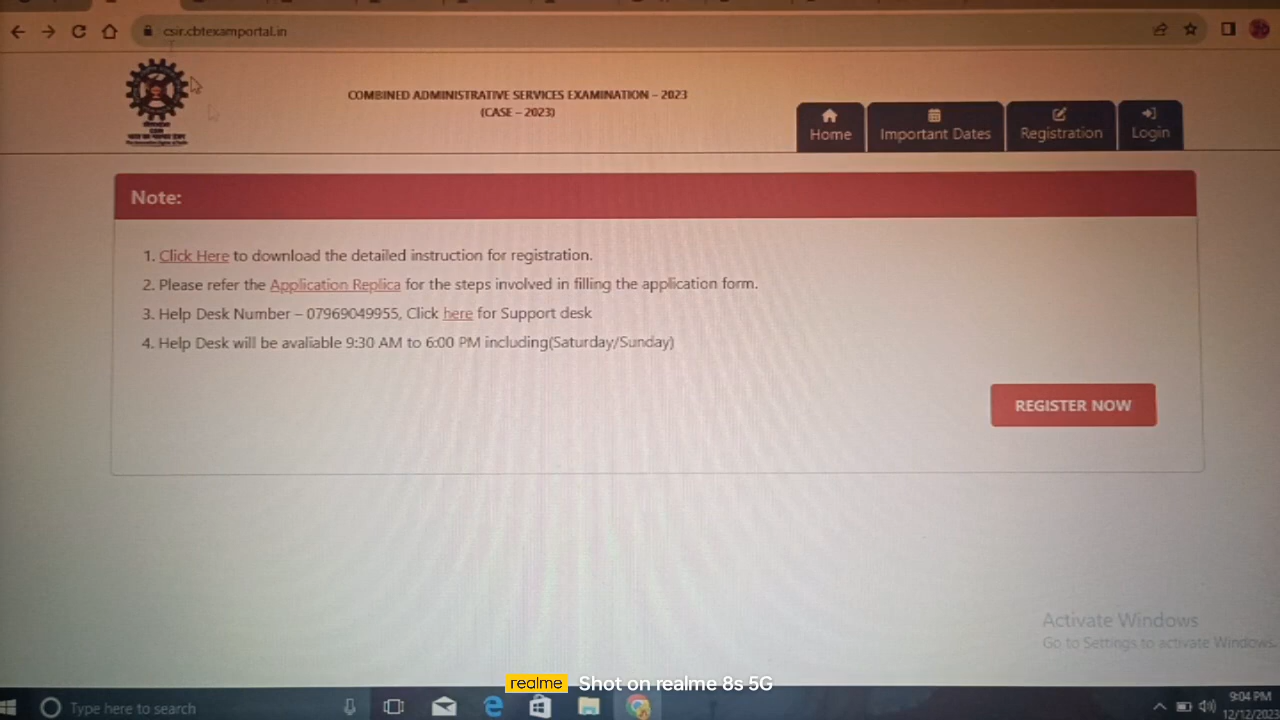 csir.cbtexamportal.in
COMBINED ADMINISTRATIVE SERVICES EXAMINATION – 2023
(CASE – 2023)
Home
Important Dates
Registration
Login
Note:
1. Click Here to download the detailed instruction for registration.
2. Please refer the Application Replica for the steps involved in filling the application form.
3. Help Desk Number – 07969049955, Click here for Support desk
4. Help Desk will be avaliable 9:30 AM to 6:00 PM including(Saturday/Sunday)
REGISTER NOW
Activate Windows
Go to Settings to activate Windows.
realme Shot on realme 8s 5G
Type here to search
9:04 PM
12/12/2023